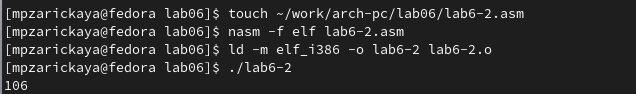 [mpzarickaya@fedora lab06]$ touch ~/work/arch-pc/lab06/lab6-2.asm
[mpzarickaya@fedora lab06]$ nasm -f elf lab6-2.asm
[mpzarickaya@fedora lab06]$ ld -m elf_i386 -o lab6-2 lab6-2.o
[mpzarickaya@fedora lab06]$ ./lab6-2
106